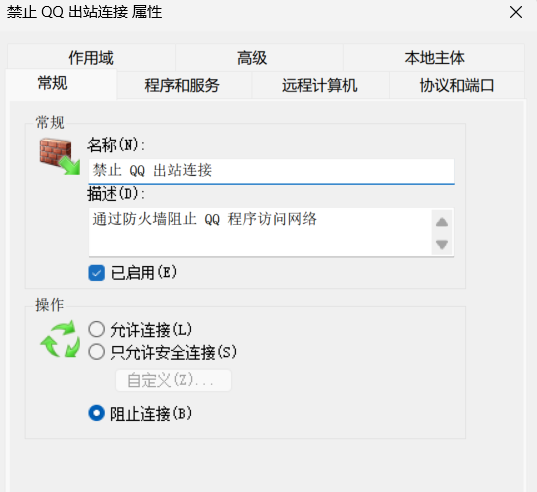 禁止 QQ 出站连接 属性
作用域 高级 本地主体
常规 程序和服务 远程计算机 协议和端口
常规
名称(N):
禁止 QQ 出站连接
描述(D):
通过防火墙阻止 QQ 程序访问网络
已启用(E)
操作
允许连接(L)
只允许安全连接(S)
自定义(Z)...
阻止连接(B)